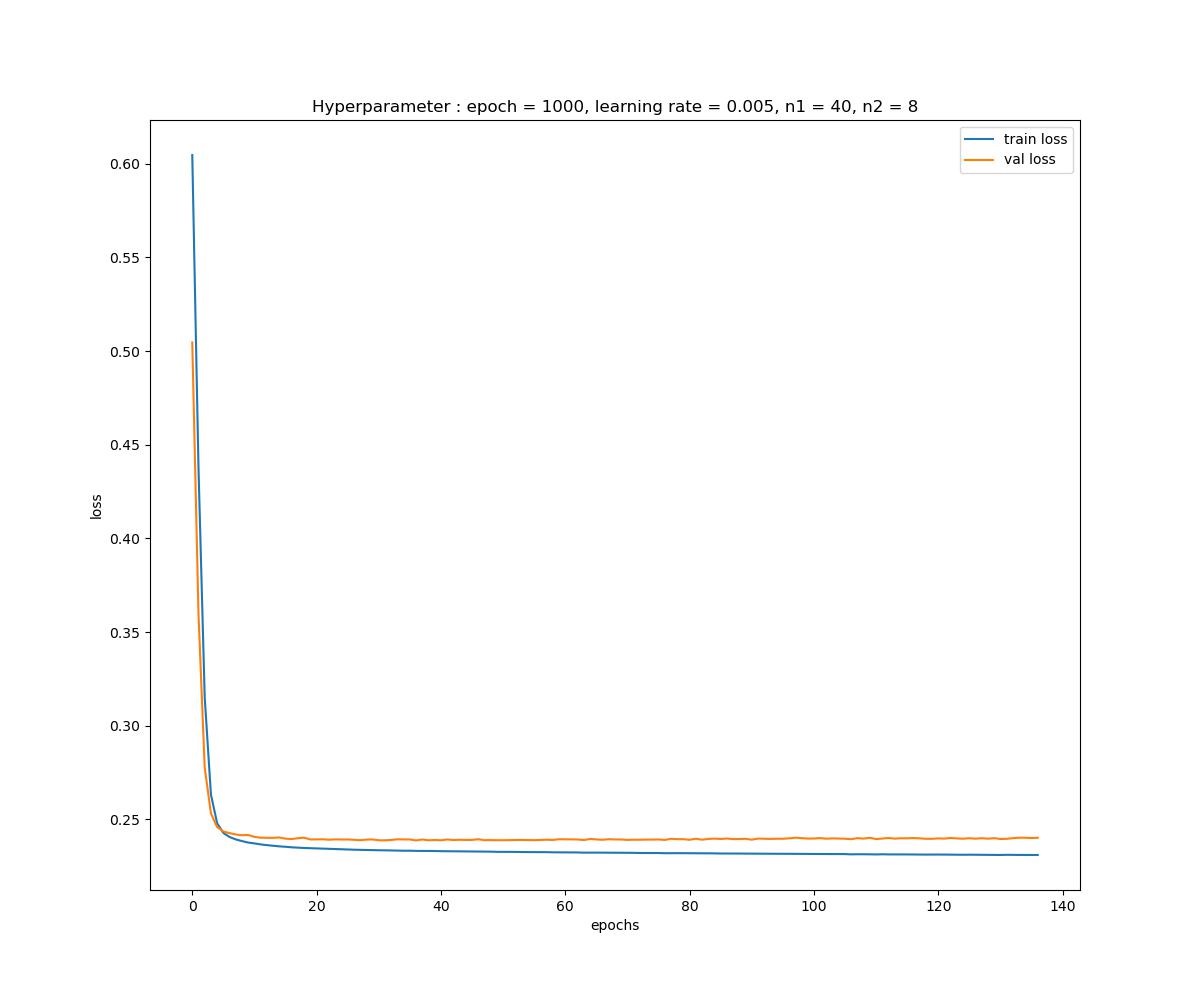 Hyperparameter : epoch = 1000, learning rate = 0.005, n1 = 40, n2 = 8
train loss
val loss
0.60
0.55
0.50
0.45
0.40
0.35
0.30
0.25
loss
0 20 40 60 80 100 120 140
epochs